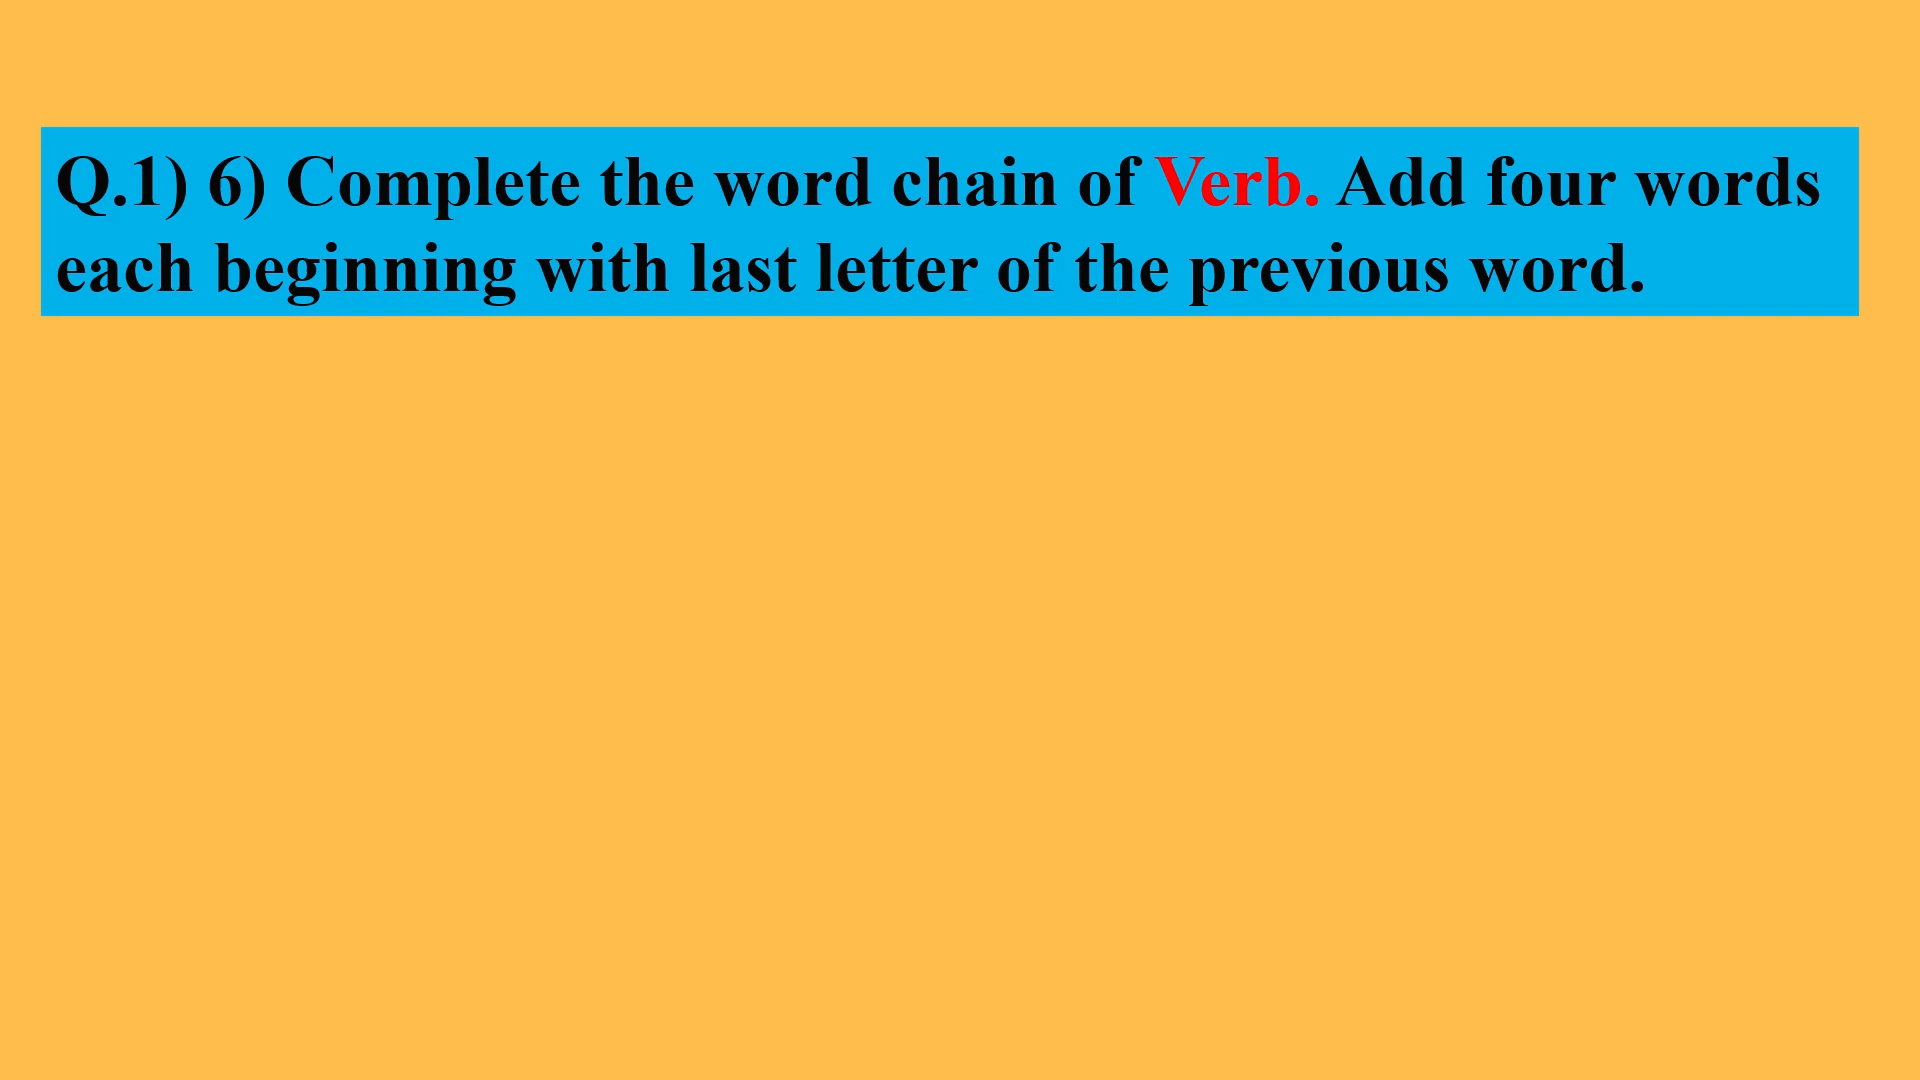 Q.1) 6) Complete the word chain of Verb. Add four words
each beginning with last letter of the previous word.